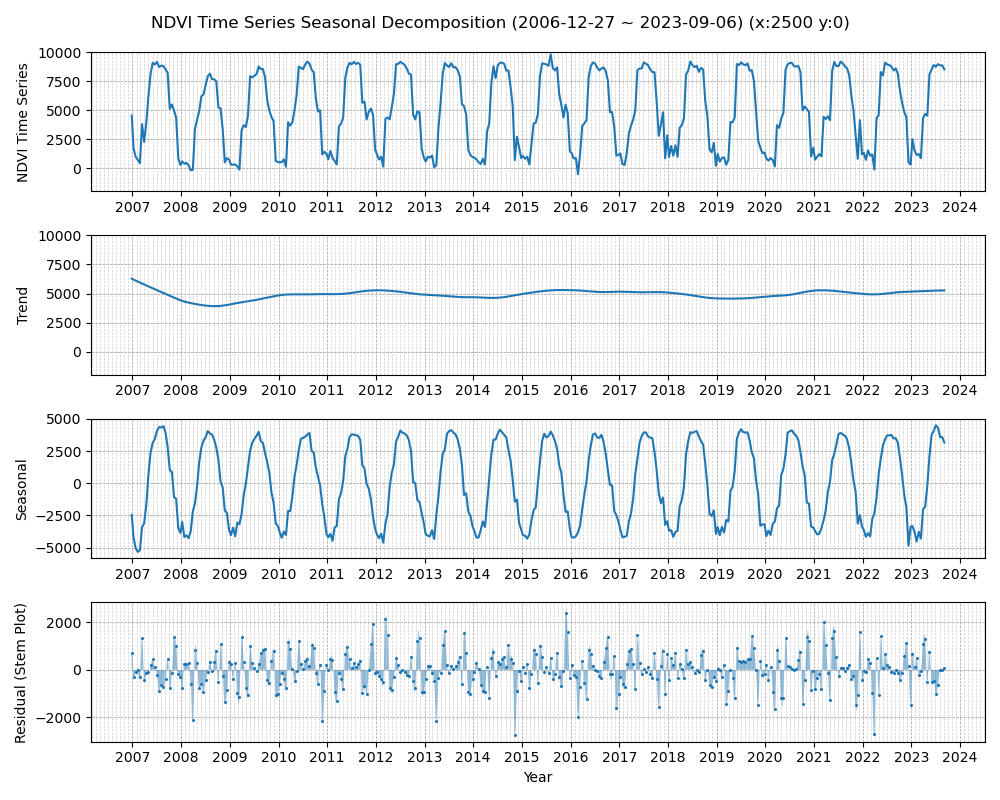 NDVI Time Series Seasonal Decomposition (2006-12-27 ~ 2023-09-06) (x:2500 y:0)
NDVI Time Series
10000
7500
5000
2500
0
2007 2008 2009 2010 2011 2012 2013 2014 2015 2016 2017 2018 2019 2020 2021 2022 2023 2024
Trend
10000
7500
5000
2500
0
2007 2008 2009 2010 2011 2012 2013 2014 2015 2016 2017 2018 2019 2020 2021 2022 2023 2024
Seasonal
5000
2500
0
−2500
−5000
2007 2008 2009 2010 2011 2012 2013 2014 2015 2016 2017 2018 2019 2020 2021 2022 2023 2024
Residual (Stem Plot)
2000
0
−2000
2007 2008 2009 2010 2011 2012 2013 2014 2015 2016 2017 2018 2019 2020 2021 2022 2023 2024
Year